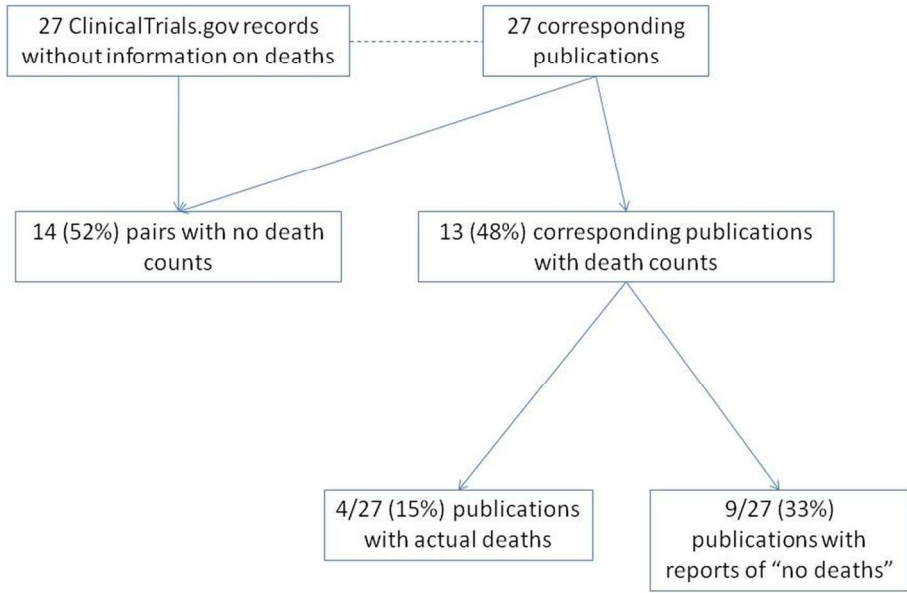 27 ClinicalTrials.gov records
without information on deaths
27 corresponding
publications
14 (52%) pairs with no death
counts
13 (48%) corresponding publications
with death counts
4/27 (15%) publications
with actual deaths
9/27 (33%)
publications with
reports of “no deaths”